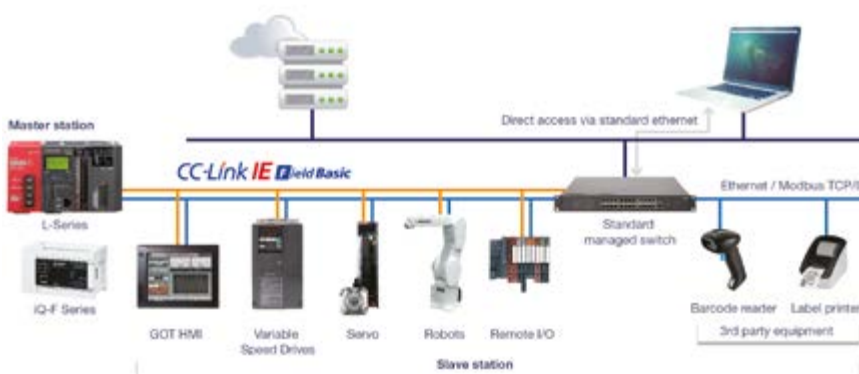 Direct access via standard ethernet
Master station
CC-Link IE Field Basic
Ethernet / Modbus TCP/I
L-Series
Standard
managed switch
iQ-F Series
GOT HMI
Variable
Speed Drives
Servo
Robots
Remote I/O
Barcode reader
Label printer
3rd party equipment
Slave station